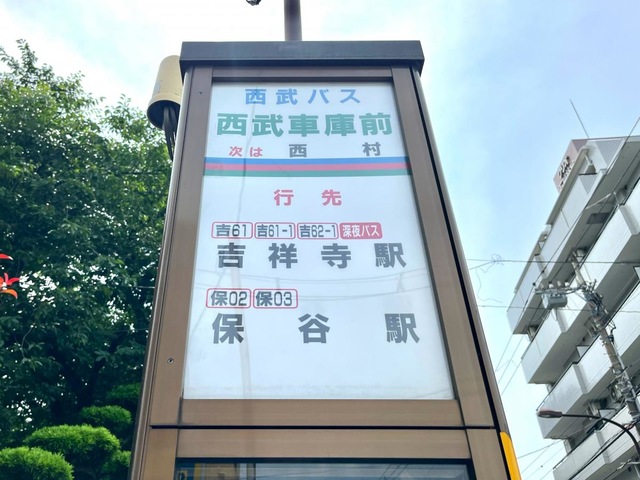 西武バス
西武車庫前
次は 西村
行先
吉61 吉61-1 吉62-1 深夜バス
吉祥寺駅
保02 保03
保谷駅